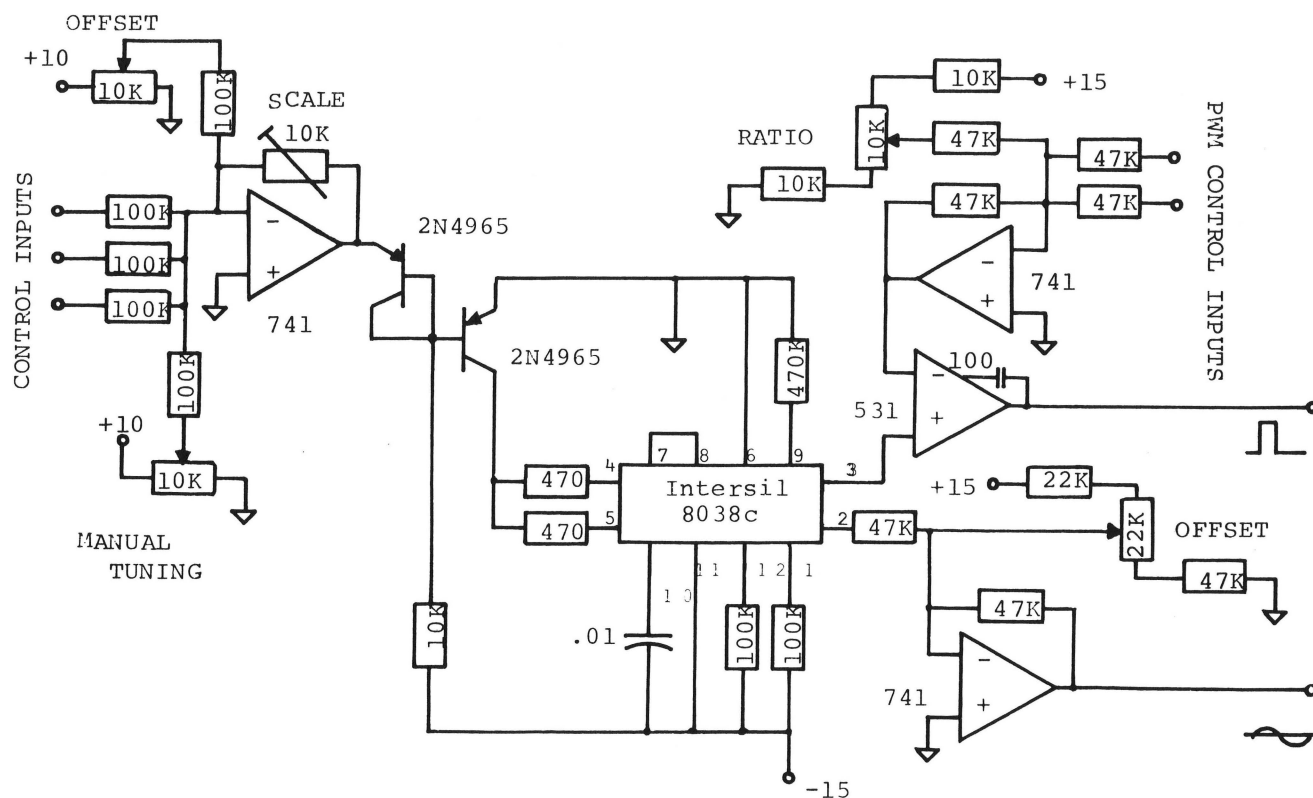 OFFSET
+10
10K
100K
SCALE
10K
CONTROL INPUTS
100K
100K
100K
-
+
741
2N4965
2N4965
100K
+10
10K
MANUAL
TUNING
10K
.01
470
470
4
5
7
8
6
9
3
2
Intersil
8038c
10
11
12
1
470K
100K
100K
-15
RATIO
10K
+15
10K
10K
47K
47K
47K
47K
PWM CONTROL INPUTS
-
+
741
100
-
+
531
+15
22K
22K
OFFSET
47K
47K
47K
-
+
741